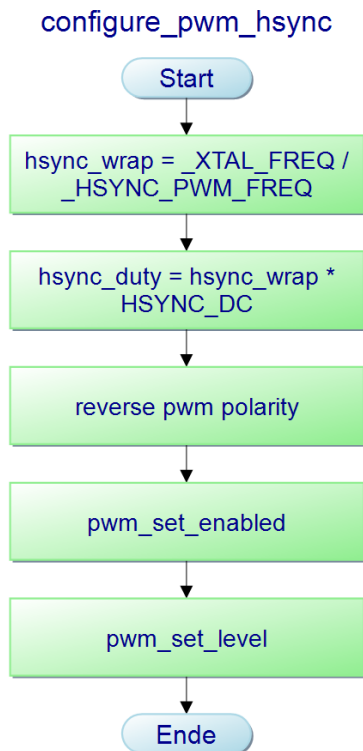 configure_pwm_hsync
Start
hsync_wrap = _XTAL_FREQ /
_HSYNC_PWM_FREQ
hsync_duty = hsync_wrap *
HSYNC_DC
reverse pwm polarity
pwm_set_enabled
pwm_set_level
Ende